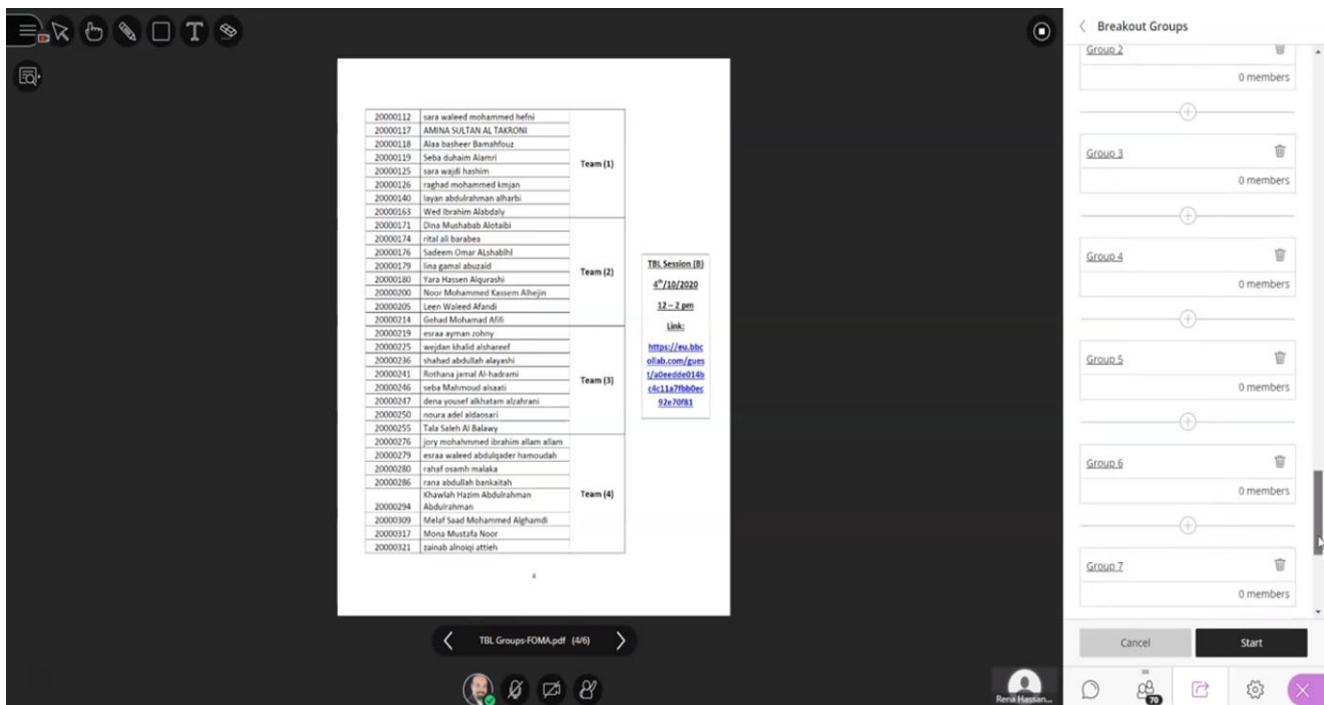 Breakout Groups
Group 2
0 members
Group 3
0 members
Group 4
0 members
Group 5
0 members
Group 6
0 members
Group 7
0 members
Cancel
Start
70
20000112 sara waleed mohammed hefni
20000117 AMINA SULTAN AL TAKRONI
20000118 Alaa basheer Bamahfouz
20000119 Seba duhaim Alamri
20000125 sara wajdi hashim
20000126 raghad mohammed kmjan
20000140 layan abdulrahman alharbi
20000163 Wed Ibrahim Alabdaly
Team (1)
20000171 Dina Mushabab Alotaibi
20000174 rital ali barabea
20000176 Sadeem Omar ALshablhl
20000179 lina gamal abuzaid
20000180 Yara Hassen Alqurashi
20000200 Noor Mohammed Kassem Alhejin
20000205 Leen Waleed Afandi
20000214 Gehad Mohamad Afifi
Team (2)
20000219 esraa ayman zohny
20000225 wejdan khalid alshareef
20000236 shahad abdullah alayashi
20000241 Rothana jamal Al-hadrami
20000246 seba Mahmoud alsaati
20000247 dena yousef alkhatam alzahrani
20000250 noura adel aldaosari
20000255 Tala Saleh Al Balawy
Team (3)
20000276 jory mohahmmed ibrahim allam allam
20000279 esraa waleed abdulqader hamoudah
20000280 rahaf osamh malaka
20000286 rana abdullah bankaitah
Khawlah Hazim Abdulrahman
20000294 Abdulrahman
20000309 Melaf Saad Mohammed Alghamdi
20000317 Mona Mustafa Noor
20000321 zainab alnoiqi attieh
Team (4)
TBL Session (B)
4th/10/2020
12 – 2 pm
Link:
https://eu.bbc
ollab.com/gues
t/a0eedde014b
c4c11a7fbb0ec
92e70f81
TBL Groups-FOMA.pdf (4/6)
Rena Hassan...